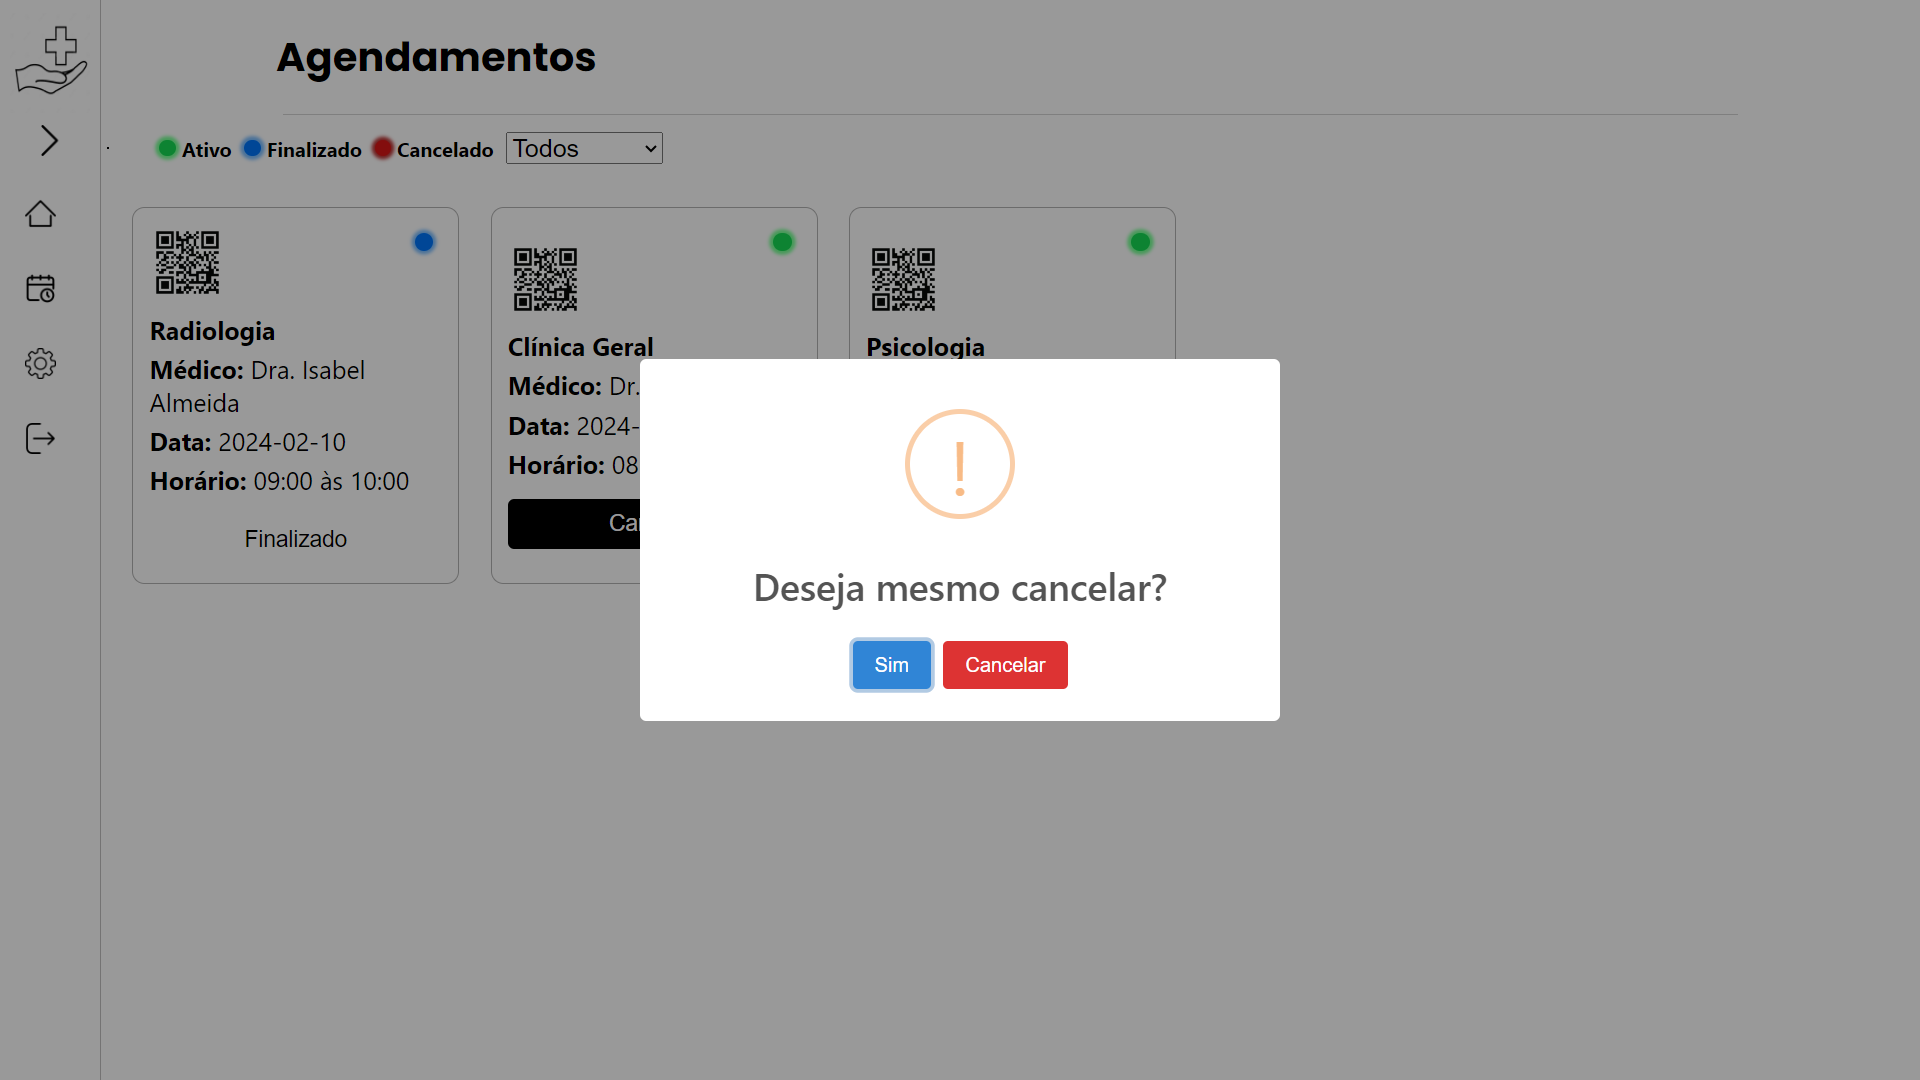 Agendamentos
Ativo Finalizado Cancelado Todos
Radiologia
Médico: Dra. Isabel
Almeida
Data: 2024-02-10
Horário: 09:00 às 10:00
Finalizado
Clínica Geral
Médico: Dr.
Data: 2024-
Horário: 08
Psicologia
Deseja mesmo cancelar?
Sim Cancelar